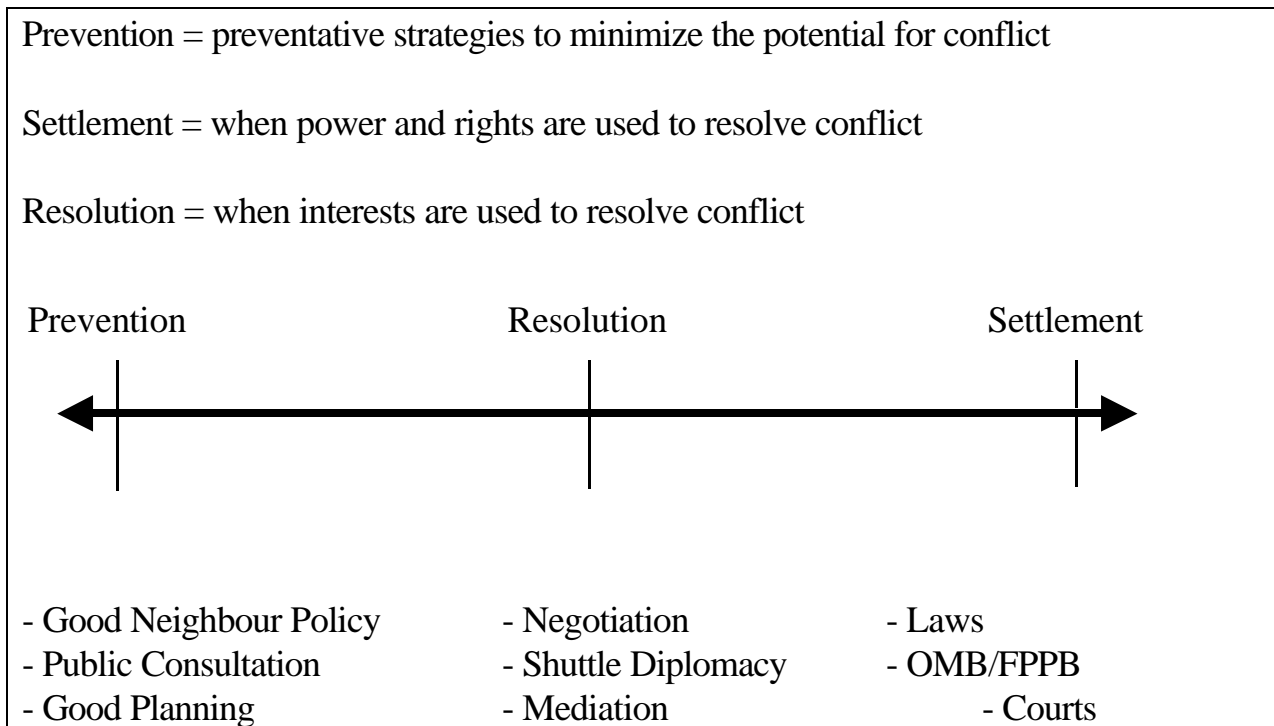 Prevention = preventative strategies to minimize the potential for conflict
Settlement = when power and rights are used to resolve conflict
Resolution = when interests are used to resolve conflict
Prevention Resolution Settlement
- Good Neighbour Policy - Negotiation - Laws
- Public Consultation - Shuttle Diplomacy - OMB/FPPB
- Good Planning - Mediation - Courts